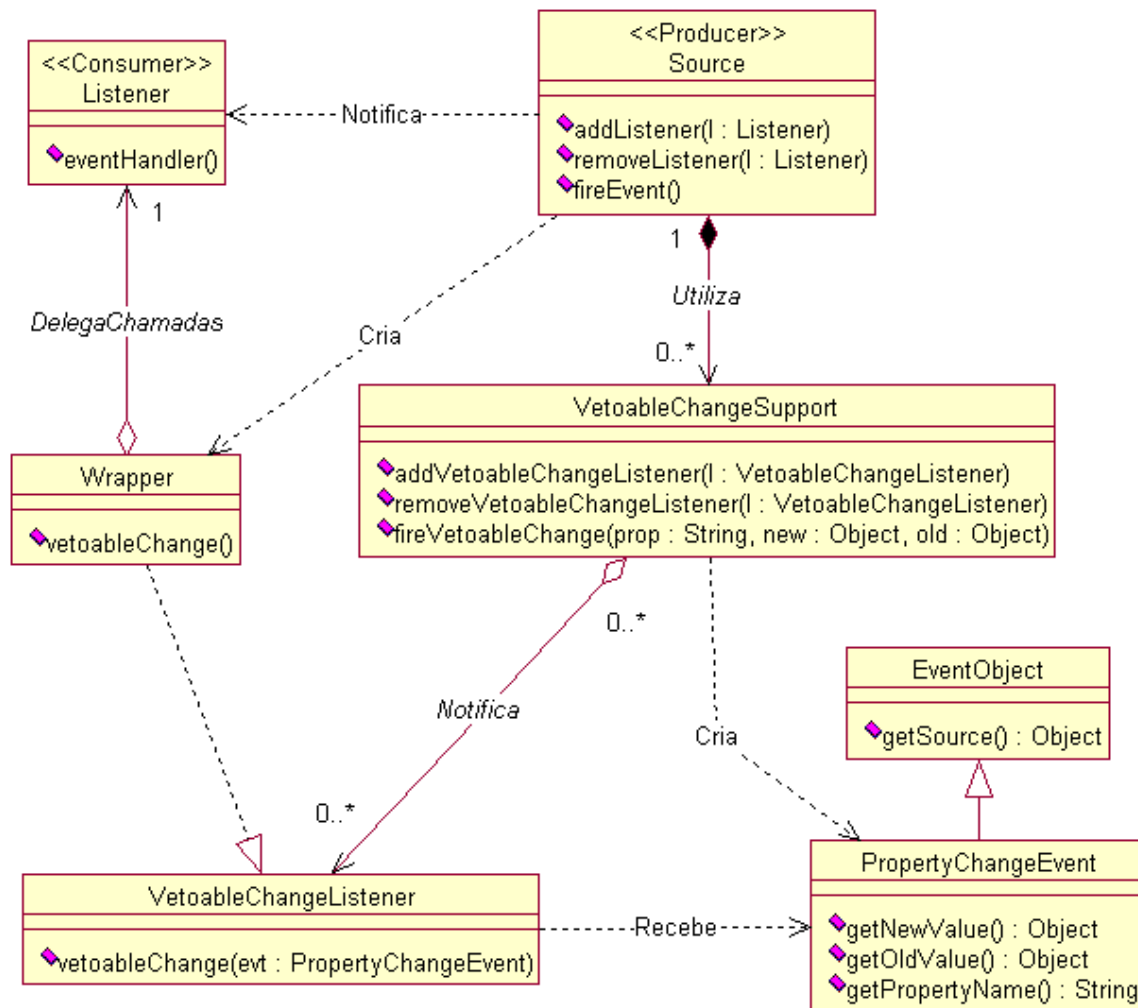 <<Consumer>>
Listener
eventHandler()
<<Producer>>
Source
addListener(l : Listener)
removeListener(l : Listener)
fireEvent()
Notifica
1
DelegaChamadas
Cria
1
Utiliza
0..*
Wrapper
vetoableChange()
VetoableChangeSupport
addVetoableChangeListener(l : VetoableChangeListener)
removeVetoableChangeListener(l : VetoableChangeListener)
fireVetoableChange(prop : String, new : Object, old : Object)
0..*
Notifica
0..*
Cria
EventObject
getSource() : Object
VetoableChangeListener
vetoableChange(evt : PropertyChangeEvent)
Recebe
PropertyChangeEvent
getNewValue() : Object
getOldValue() : Object
getPropertyName() : String